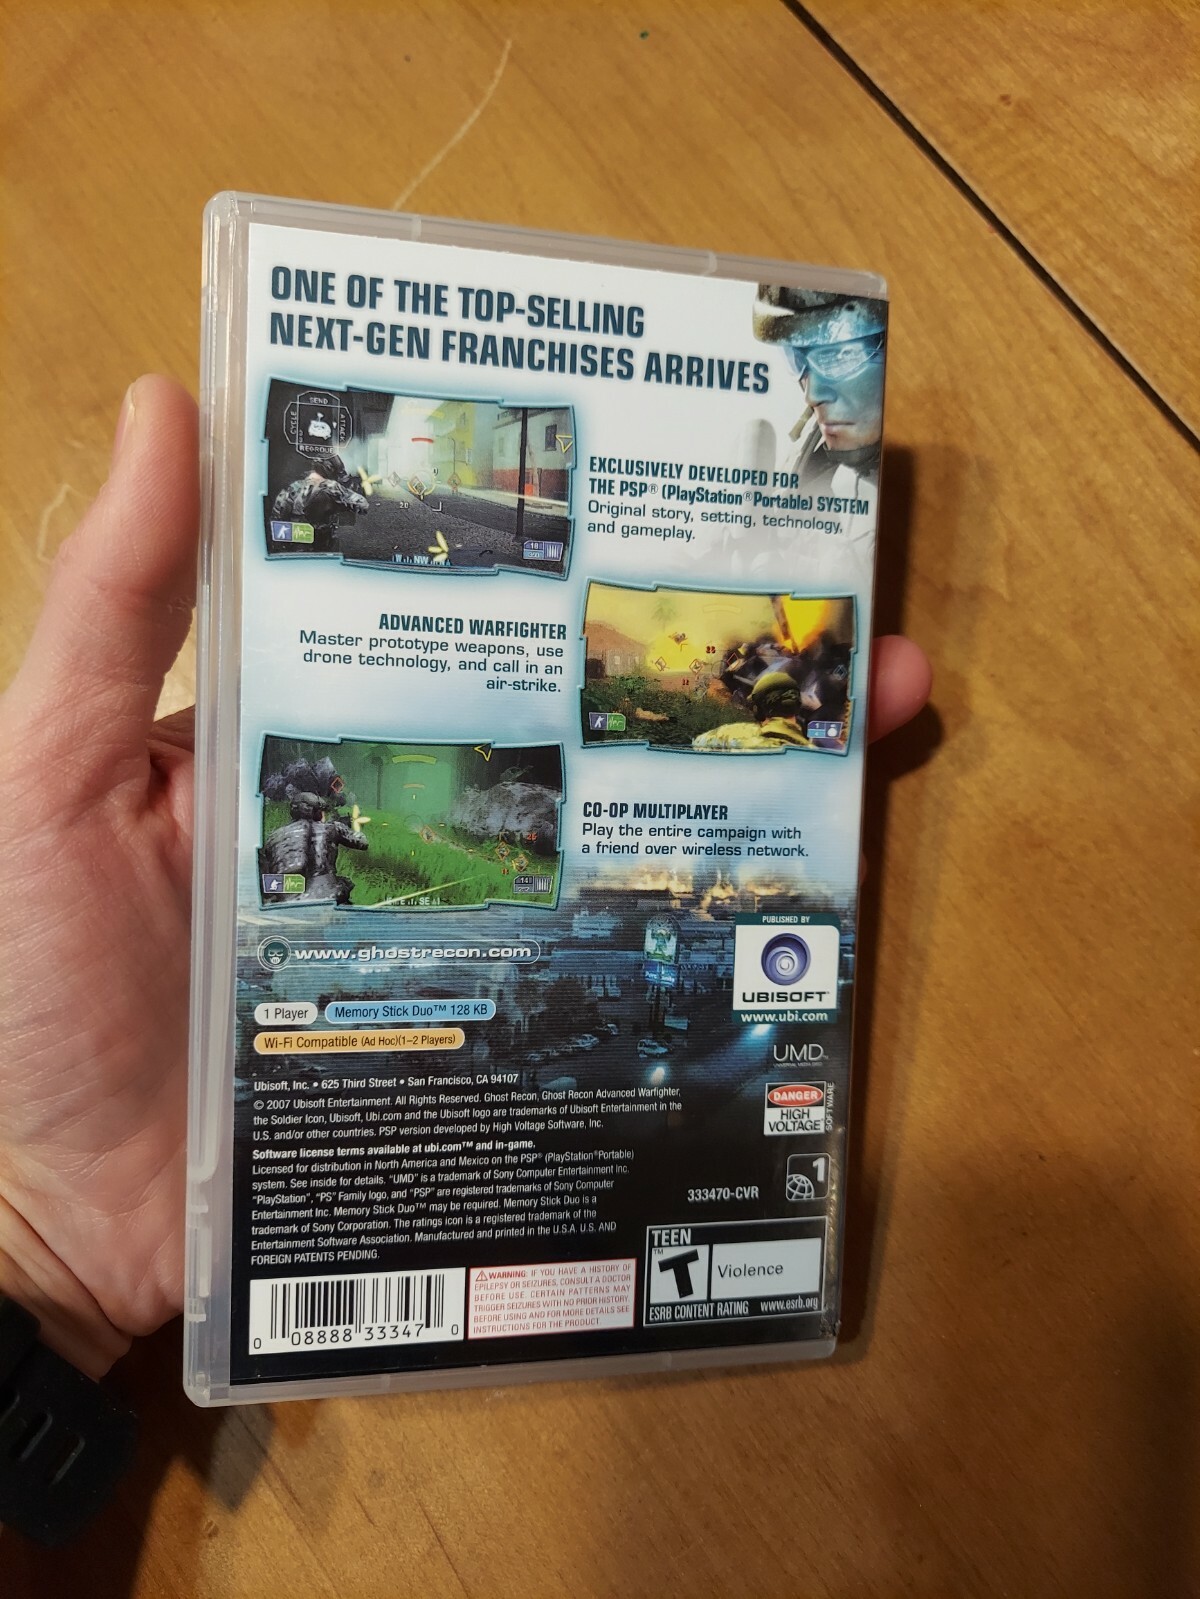 ONE OF THE TOP-SELLING
NEXT-GEN FRANCHISES ARRIVES
SEND
CYCLE
ATTACK
REGROUP
20
NW
EXCLUSIVELY DEVELOPED FOR
THE PSP® (PlayStation®Portable) SYSTEM
Original story, setting, technology,
and gameplay.
ADVANCED WARFIGHTER
Master prototype weapons, use
drone technology, and call in an
air-strike.
25
CO-OP MULTIPLAYER
Play the entire campaign with
a friend over wireless network.
SE
www.ghostrecon.com
PUBLISHED BY
UBISOFT
www.ubi.com
1 Player
Memory Stick Duo™ 128 KB
Wi-Fi Compatible (Ad Hoc)(1–2 Players)
UMD™
DANGER
HIGH
VOLTAGE
SOFTWARE
Ubisoft, Inc. • 625 Third Street • San Francisco, CA 94107
© 2007 Ubisoft Entertainment. All Rights Reserved. Ghost Recon, Ghost Recon Advanced Warfighter,
the Soldier Icon, Ubisoft, Ubi.com and the Ubisoft logo are trademarks of Ubisoft Entertainment in the
U.S. and/or other countries. PSP version developed by High Voltage Software, Inc.
Software license terms available at ubi.com™ and in-game.
Licensed for distribution in North America and Mexico on the PSP® (PlayStation®Portable)
system. See inside for details. "UMD" is a trademark of Sony Computer Entertainment Inc.
"PlayStation", "PS" Family logo, and "PSP" are registered trademarks of Sony Computer
Entertainment Inc. Memory Stick Duo™ may be required. Memory Stick Duo is a
trademark of Sony Corporation. The ratings icon is a registered trademark of the
Entertainment Software Association. Manufactured and printed in the U.S.A. U.S. AND
FOREIGN PATENTS PENDING.
333470-CVR
1
TEEN
T
™
Violence
ESRB CONTENT RATING www.esrb.org
WARNING: IF YOU HAVE A HISTORY OF
EPILEPSY OR SEIZURES, CONSULT A DOCTOR
BEFORE USE. CERTAIN PATTERNS MAY
TRIGGER SEIZURES WITH NO PRIOR HISTORY.
BEFORE USING AND FOR MORE DETAILS SEE
INSTRUCTIONS FOR THE PRODUCT.
0 08888 33347 0